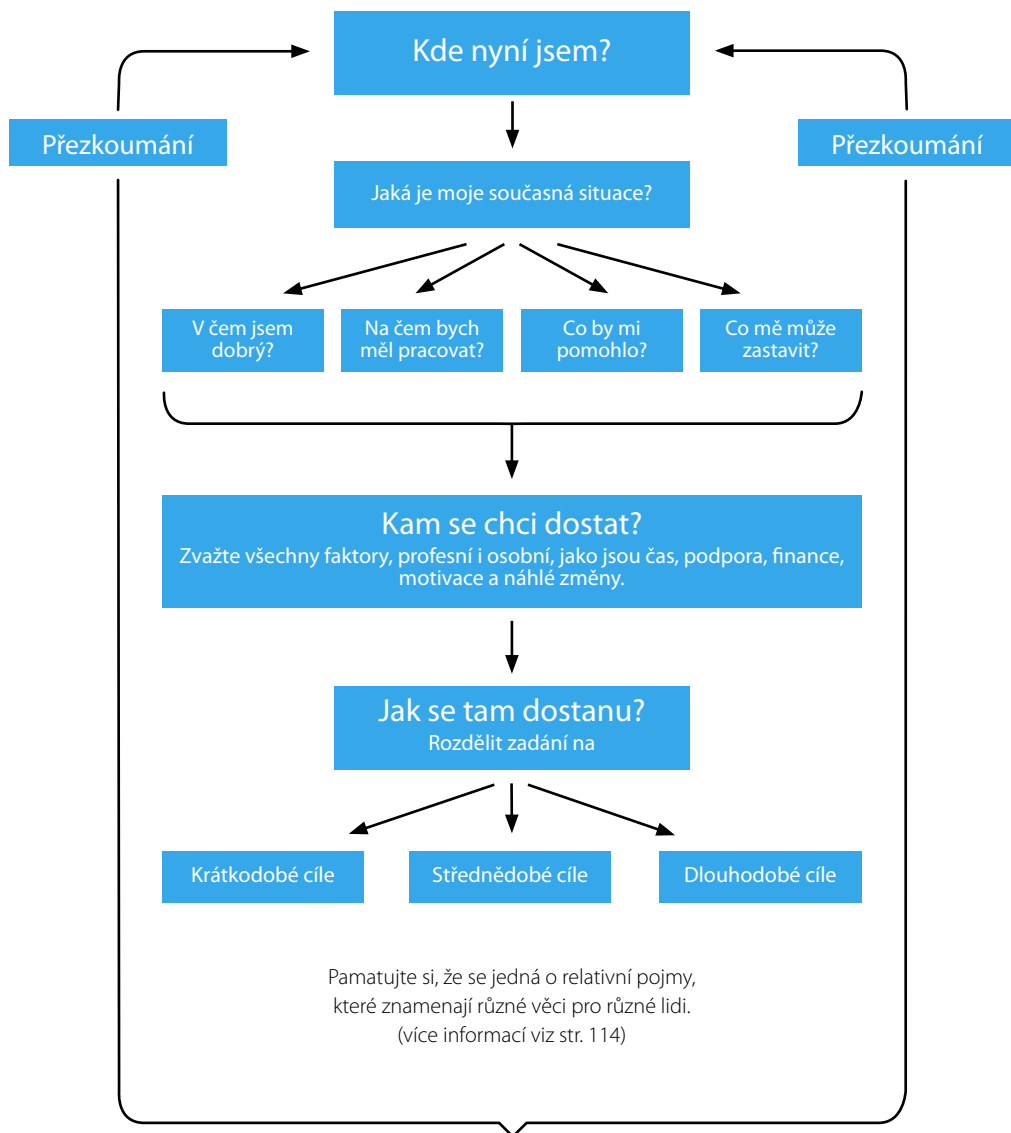 Kde nyní jsem?
Přezkoumání
Přezkoumání
Jaká je moje současná situace?
V čem jsem
dobrý?
Na čem bych
měl pracovat?
Co by mi
pomohlo?
Co mě může
zastavit?
Kam se chci dostat?
Zvažte všechny faktory, profesní i osobní, jako jsou čas, podpora, finance,
motivace a náhlé změny.
Jak se tam dostanu?
Rozdělit zadání na
Krátkodobé cíle
Střednědobé cíle
Dlouhodobé cíle
Pamatujte si, že se jedná o relativní pojmy,
které znamenají různé věci pro různé lidi.
(více informací viz str. 114)